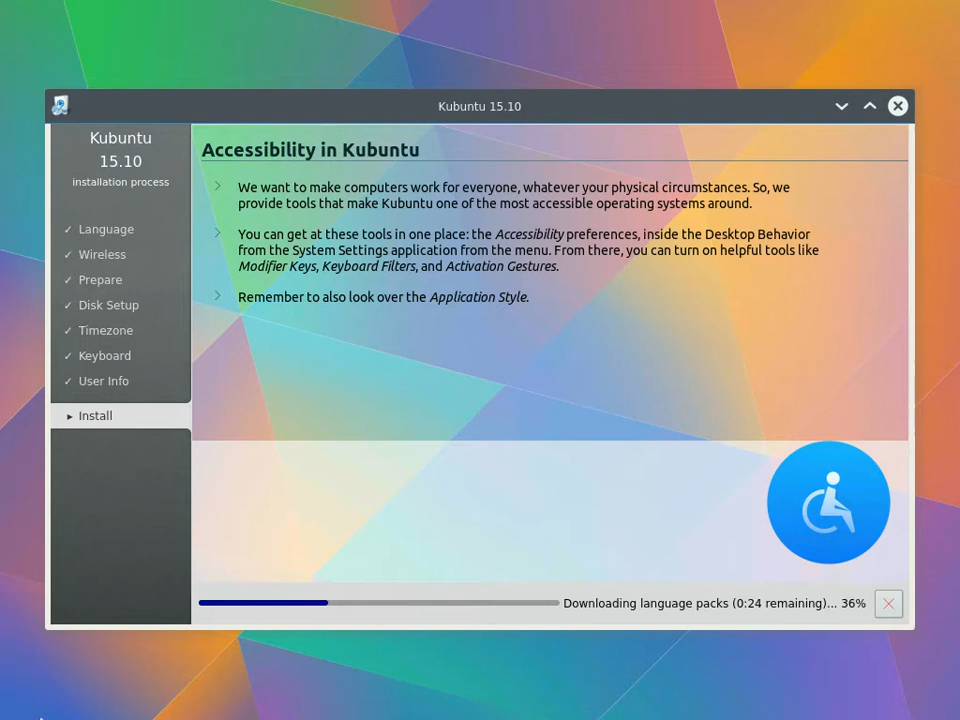 Kubuntu 15.10
Kubuntu
15.10
installation process
✓ Language
✓ Wireless
✓ Prepare
✓ Disk Setup
✓ Timezone
✓ Keyboard
✓ User Info
▸ Install
Accessibility in Kubuntu
We want to make computers work for everyone, whatever your physical circumstances. So, we
provide tools that make Kubuntu one of the most accessible operating systems around.
You can get at these tools in one place: the Accessibility preferences, inside the Desktop Behavior
from the System Settings application from the menu. From there, you can turn on helpful tools like
Modifier Keys, Keyboard Filters, and Activation Gestures.
Remember to also look over the Application Style.
Downloading language packs (0:24 remaining)... 36%